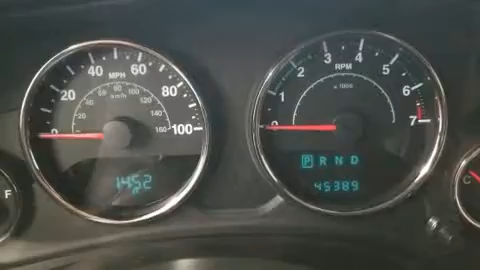 MPH
km/h
0 20 40 60 80 100
20 40 60 80 100 120 140 160
1452
F
RPM
x 1000
0 1 2 3 4 5 6 7
P R N D
45389
C